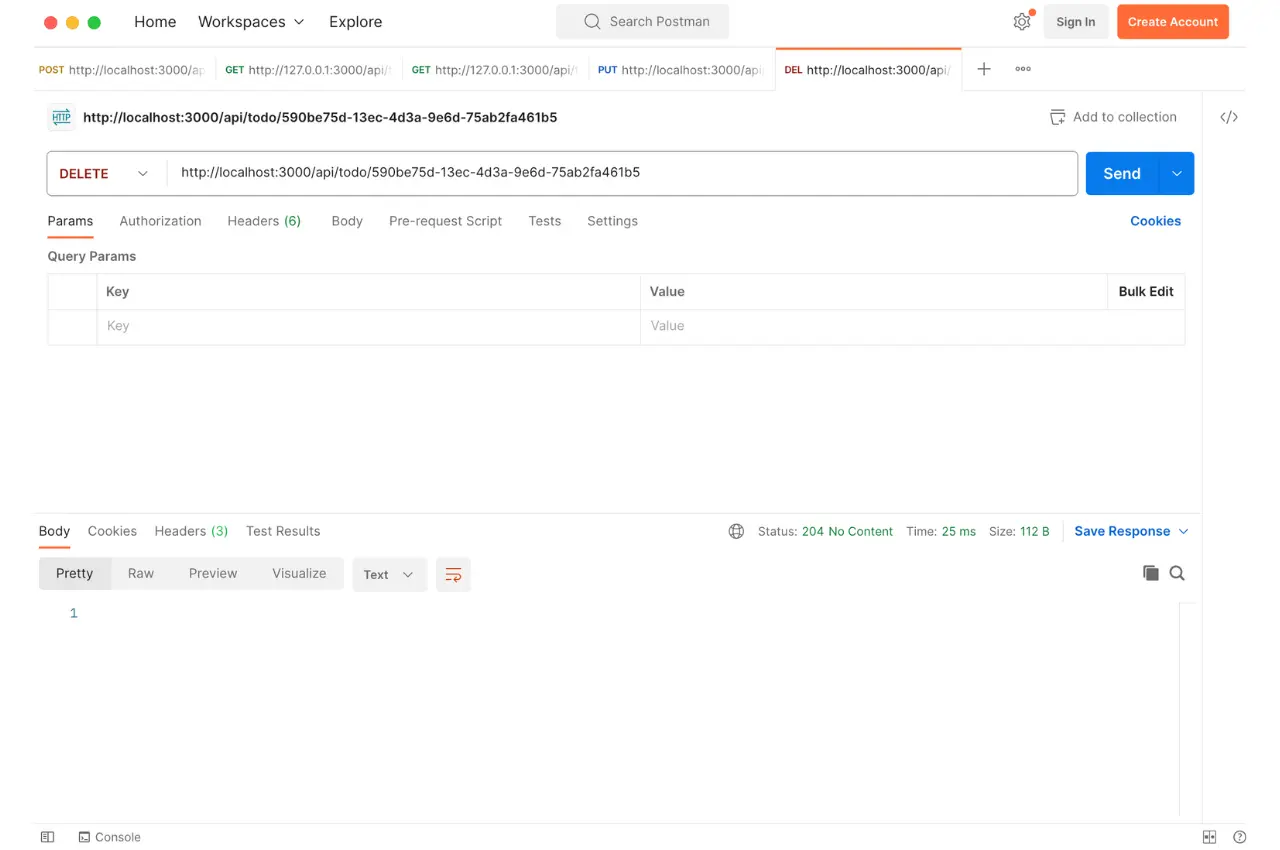 Home Workspaces Explore Search Postman Sign In Create Account
POST http://localhost:3000/ap GET http://127.0.0.1:3000/api/ GET http://127.0.0.1:3000/api/ PUT http://localhost:3000/api DEL http://localhost:3000/api/
HTTP http://localhost:3000/api/todo/590be75d-13ec-4d3a-9e6d-75ab2fa461b5 Add to collection </>
DELETE http://localhost:3000/api/todo/590be75d-13ec-4d3a-9e6d-75ab2fa461b5 Send
Params Authorization Headers (6) Body Pre-request Script Tests Settings Cookies
Query Params
Key Value Bulk Edit
Key Value
Body Cookies Headers (3) Test Results Status: 204 No Content Time: 25 ms Size: 112 B Save Response
Pretty Raw Preview Visualize Text
1
Console